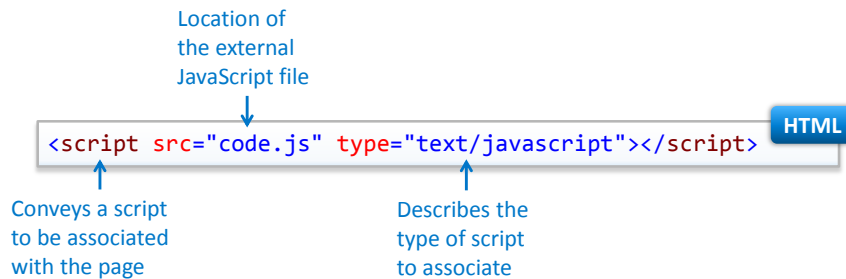 Location of
the external
JavaScript file
<script src="code.js" type="text/javascript"></script>
HTML
Conveys a script
to be associated
with the page
Describes the
type of script
to associate